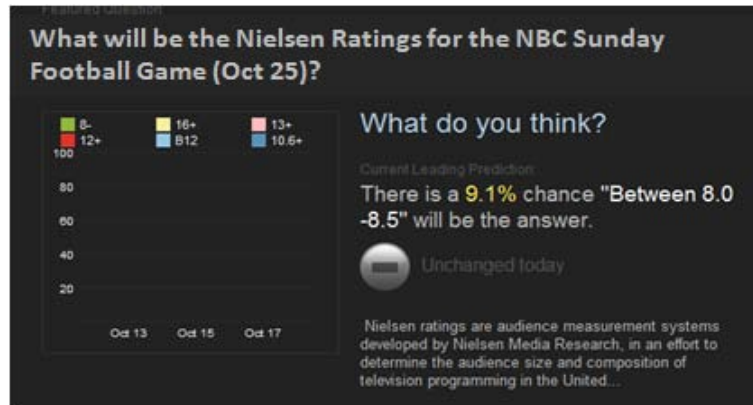 Featured Question
What will be the Nielsen Ratings for the NBC Sunday
Football Game (Oct 25)?
8- 16+ 13+
12+ B12 10.6+
100
80
60
40
20
Oct 13 Oct 15 Oct 17
What do you think?
Current Leading Prediction:
There is a 9.1% chance "Between 8.0
-8.5" will be the answer.
Unchanged today
Nielsen ratings are audience measurement systems
developed by Nielsen Media Research, in an effort to
determine the audience size and composition of
television programming in the United...